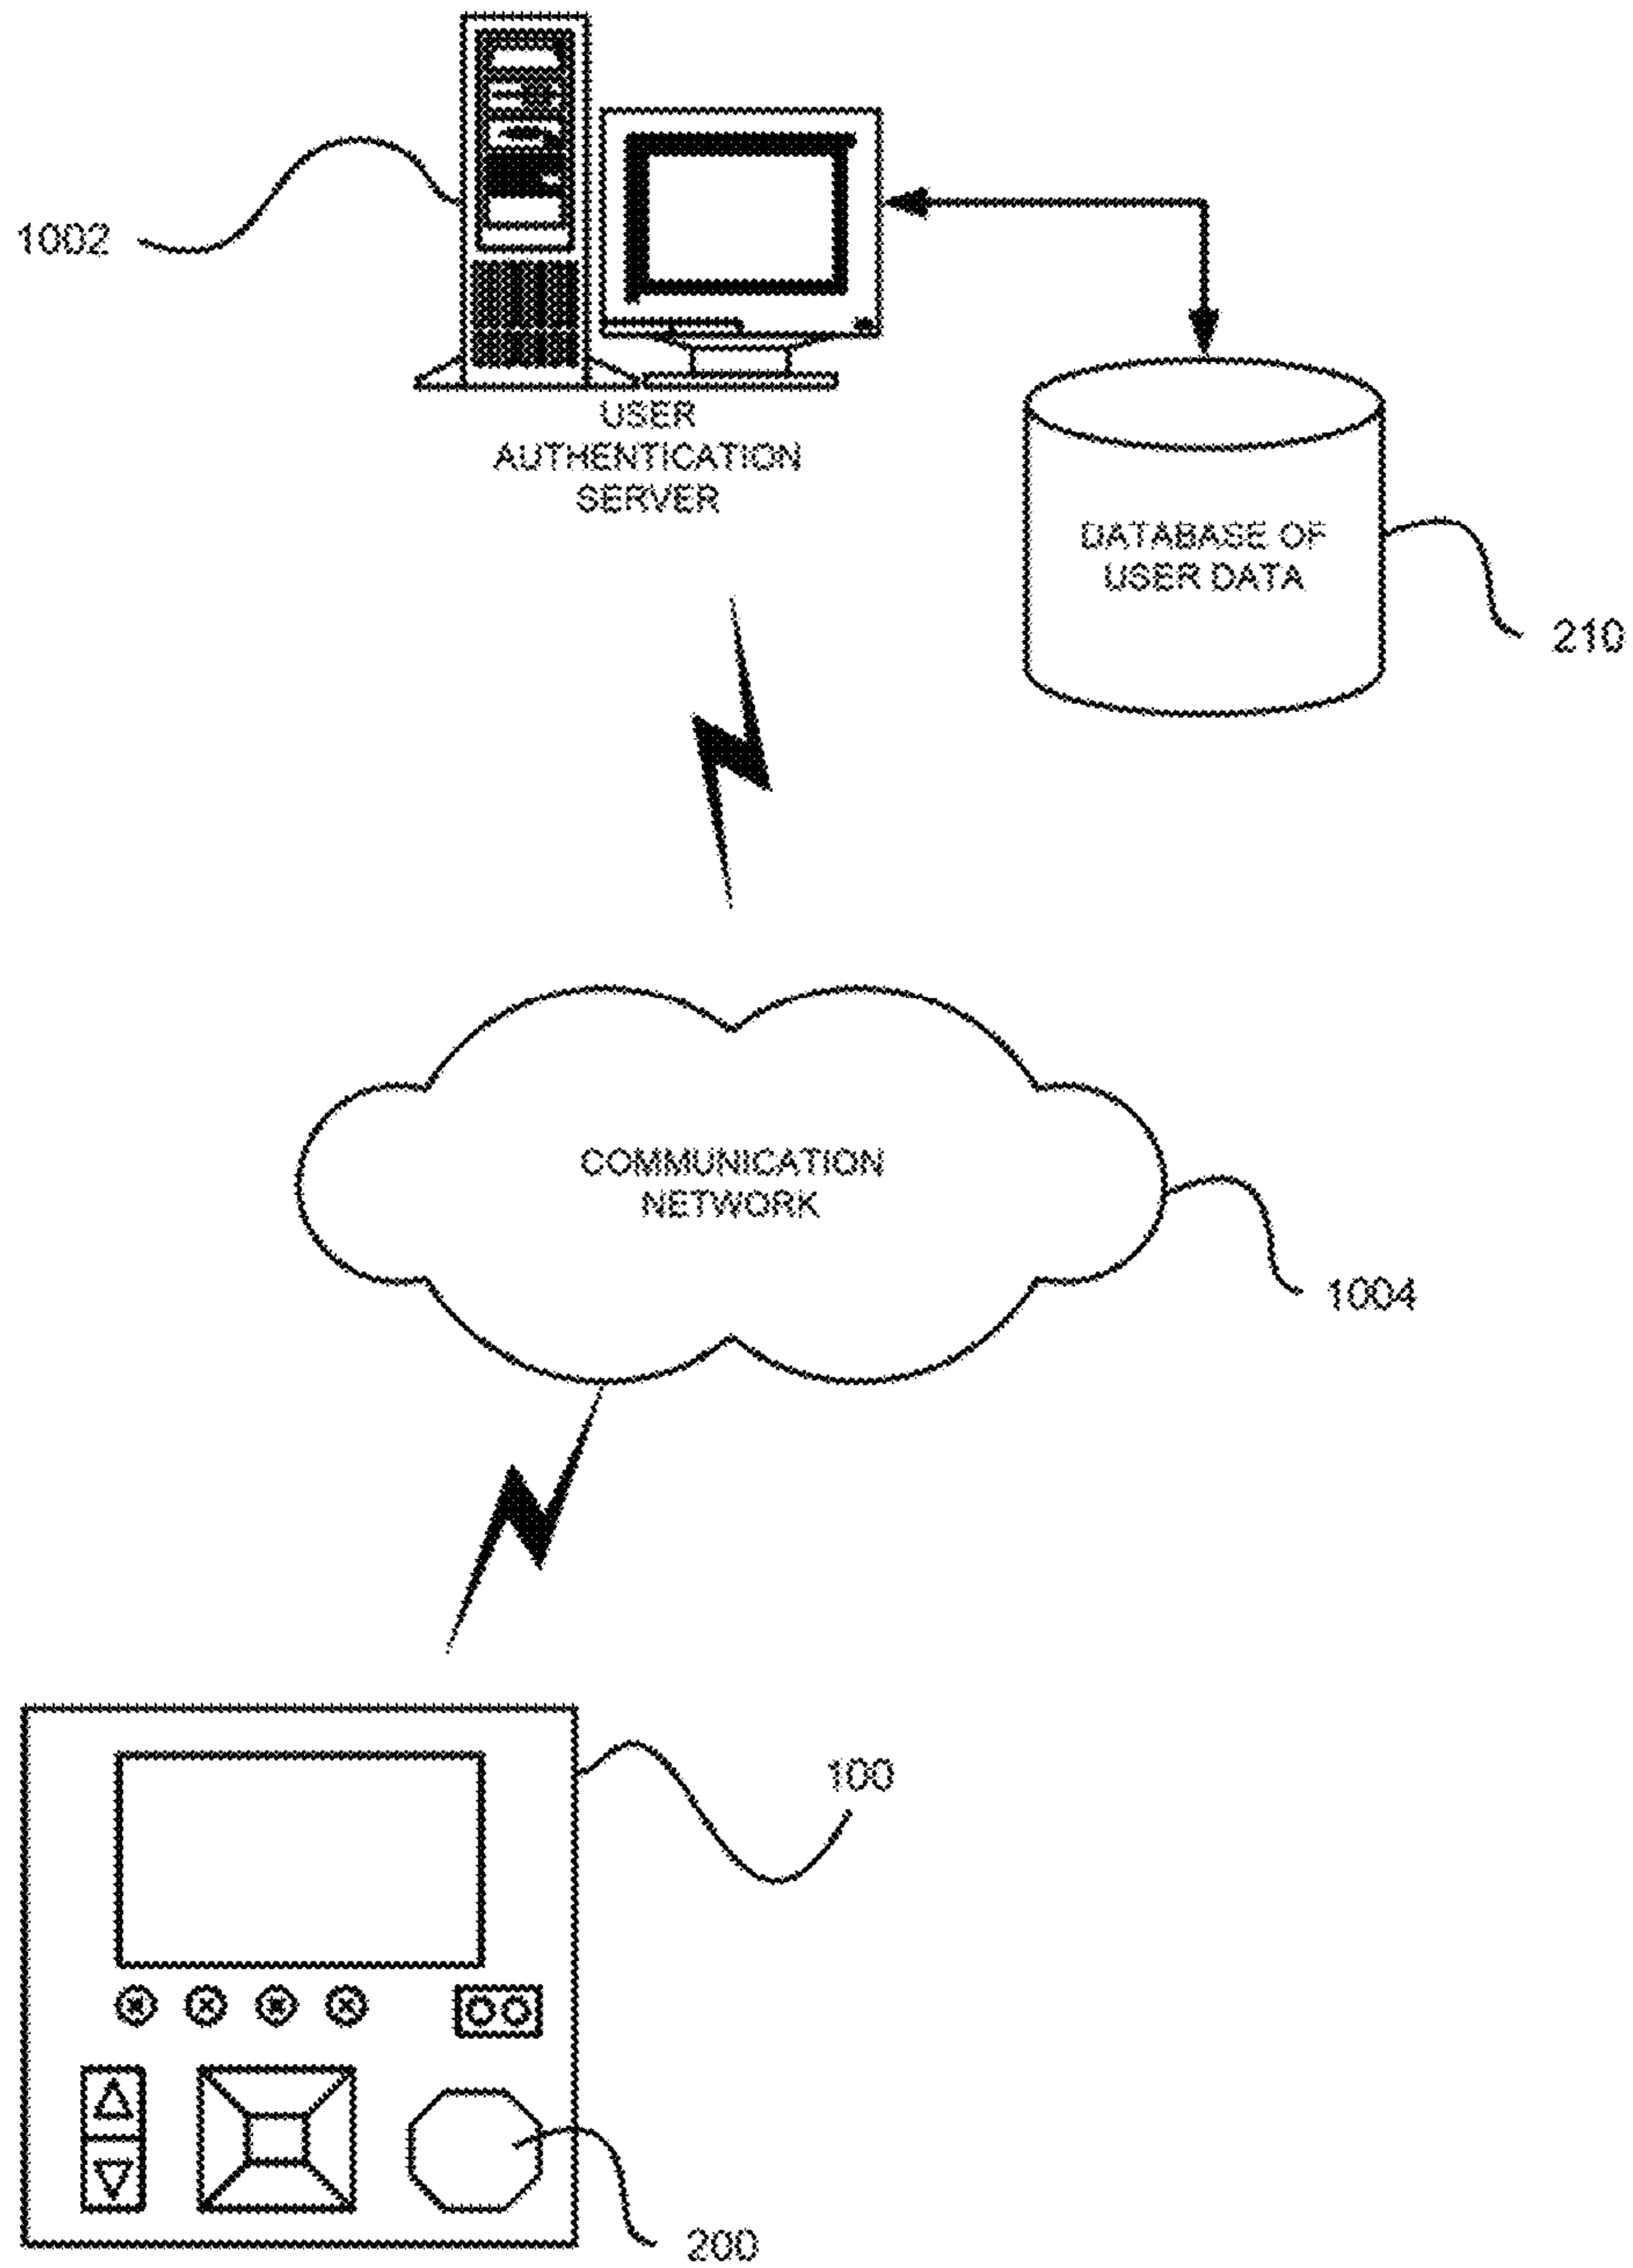 1002
USER
AUTHENTICATION
SERVER
DATABASE OF
USER DATA
210
COMMUNICATION
NETWORK
1004
100
200